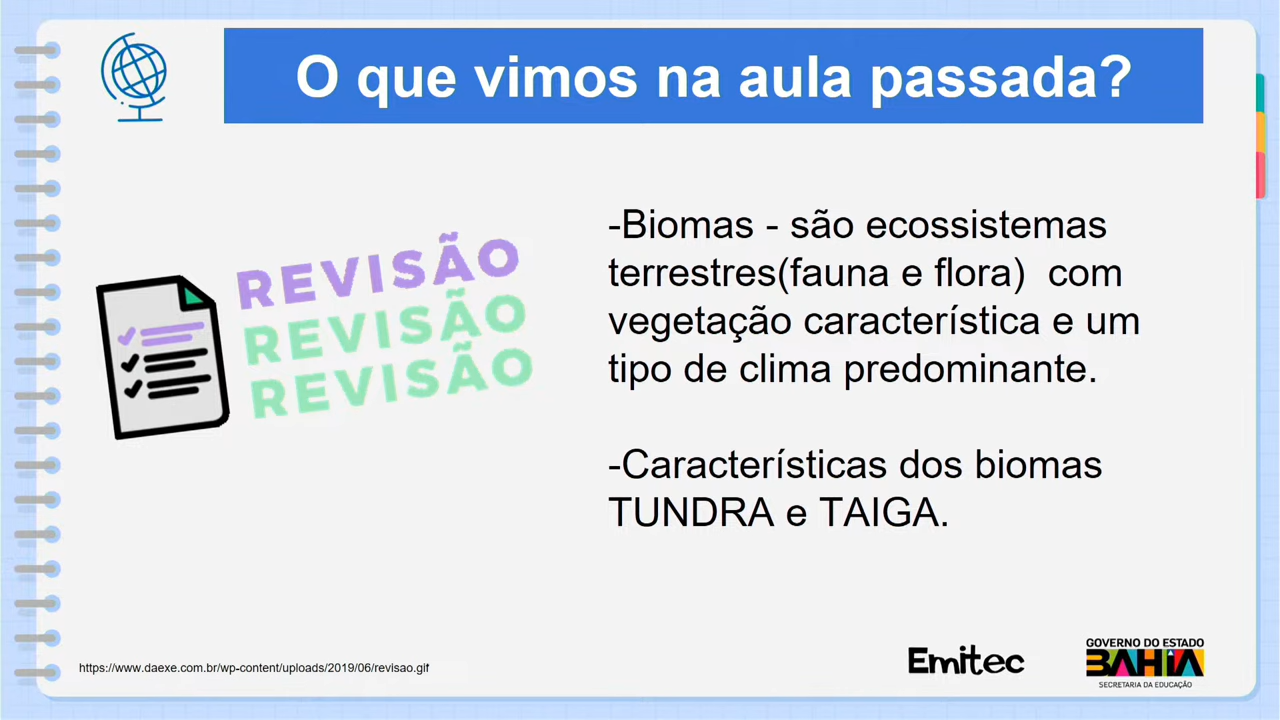 O que vimos na aula passada?
REVISÃO
REVISÃO
REVISÃO
-Biomas - são ecossistemas
terrestres(fauna e flora)  com
vegetação característica e um
tipo de clima predominante.
-Características dos biomas
TUNDRA e TAIGA.
https://www.daexe.com.br/wp-content/uploads/2019/06/revisao.gif
Emitec
GOVERNO DO ESTADO
BAHIA
SECRETARIA DA EDUCAÇÃO